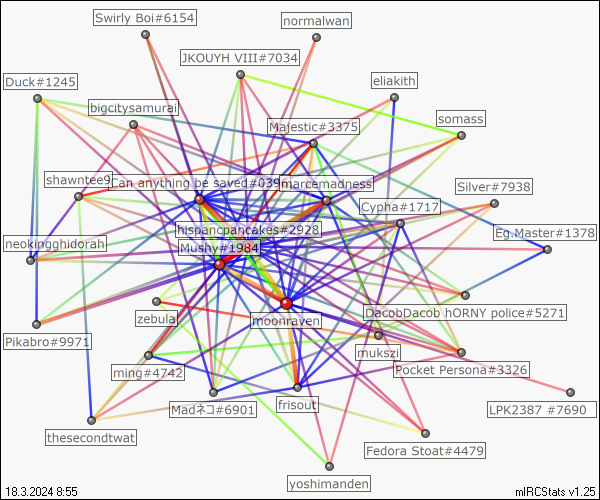 Swirly Boi#6154
normalwan
JKOUYH VIII#7034
Duck#1245
eliakith
bigcitysamurai
somass
Majestic#3375
shawntee9
Can anything be saved#039
marcemadness
Silver#7938
Cypha#1717
hispancpancakes#2928
Eg.Master#1378
neokingghidorah
Mushy#1984
DacobDacob hORNY police#5271
zebula
moonraven
Pikabro#9971
mukszi
ming#4742
Pocket Persona#3326
Madネコ#6901
frisout
LPK2387 #7690
thesecondtwat
Fedora Stoat#4479
yoshimanden
18.3.2024 8:55
mIRCStats v1.25